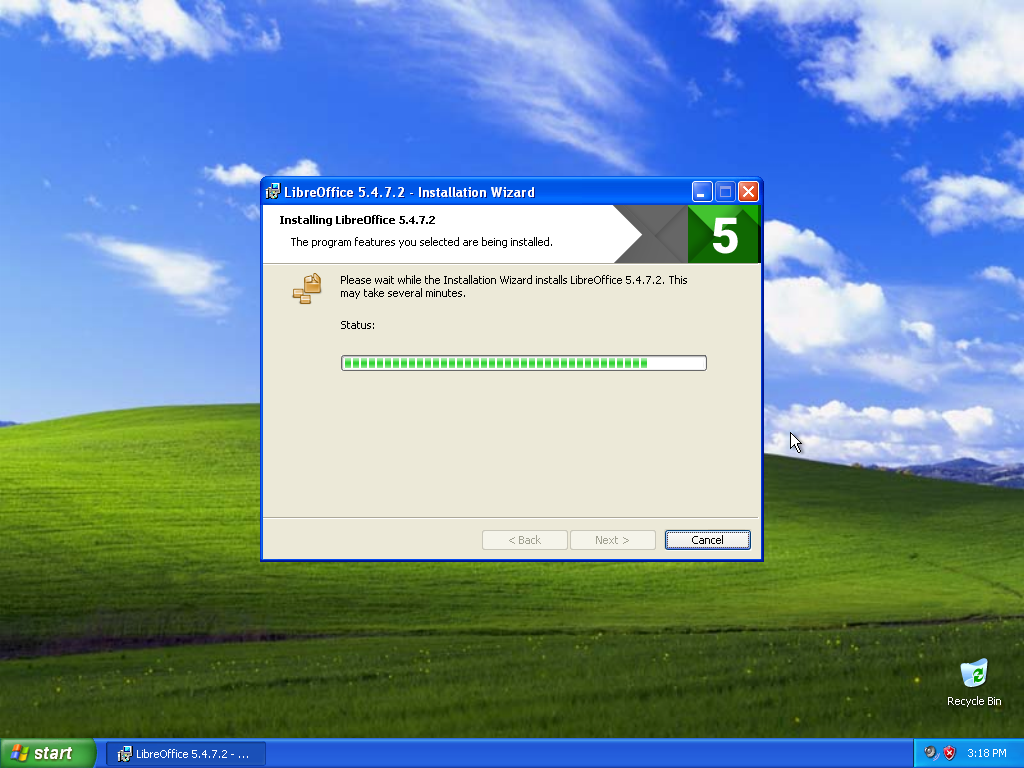 LibreOffice 5.4.7.2 - Installation Wizard
Installing LibreOffice 5.4.7.2
The program features you selected are being installed.
5
Please wait while the Installation Wizard installs LibreOffice 5.4.7.2. This
may take several minutes.
Status:
< Back
Next >
Cancel
Recycle Bin
start
LibreOffice 5.4.7.2 - ...
3:18 PM